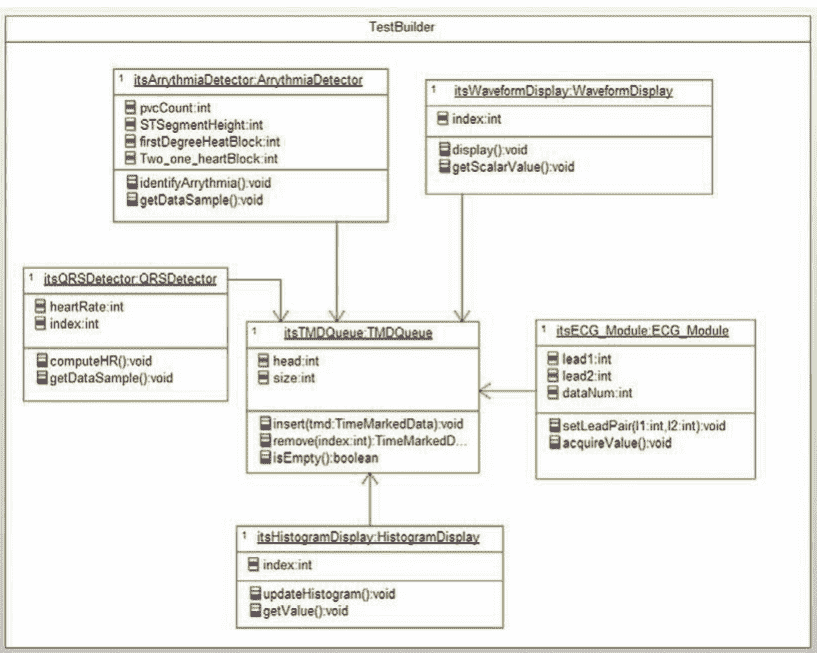 TestBuilder
1 itsArrythmiaDetector:ArrythmiaDetector
pvcCount:int
STSegmentHeight:int
firstDegreeHeatBlock:int
Two_one_heartBlock:int
identifyArrythmia():void
getDataSample():void
1 itsWaveformDisplay:WaveformDisplay
index:int
display():void
getScalarValue():void
1 itsQRSDetector:QRSDetector
heartRate:int
index:int
computeHR():void
getDataSample():void
1 itsTMDQueue:TMDQueue
head:int
size:int
insert(tmd:TimeMarkedData):void
remove(index:int):TimeMarkedD...
isEmpty():boolean
1 itsECG_Module:ECG_Module
lead1:int
lead2:int
dataNum:int
setLeadPair(l1:int,l2:int):void
acquireValue():void
1 itsHistogramDisplay:HistogramDisplay
index:int
updateHistogram():void
getValue():void